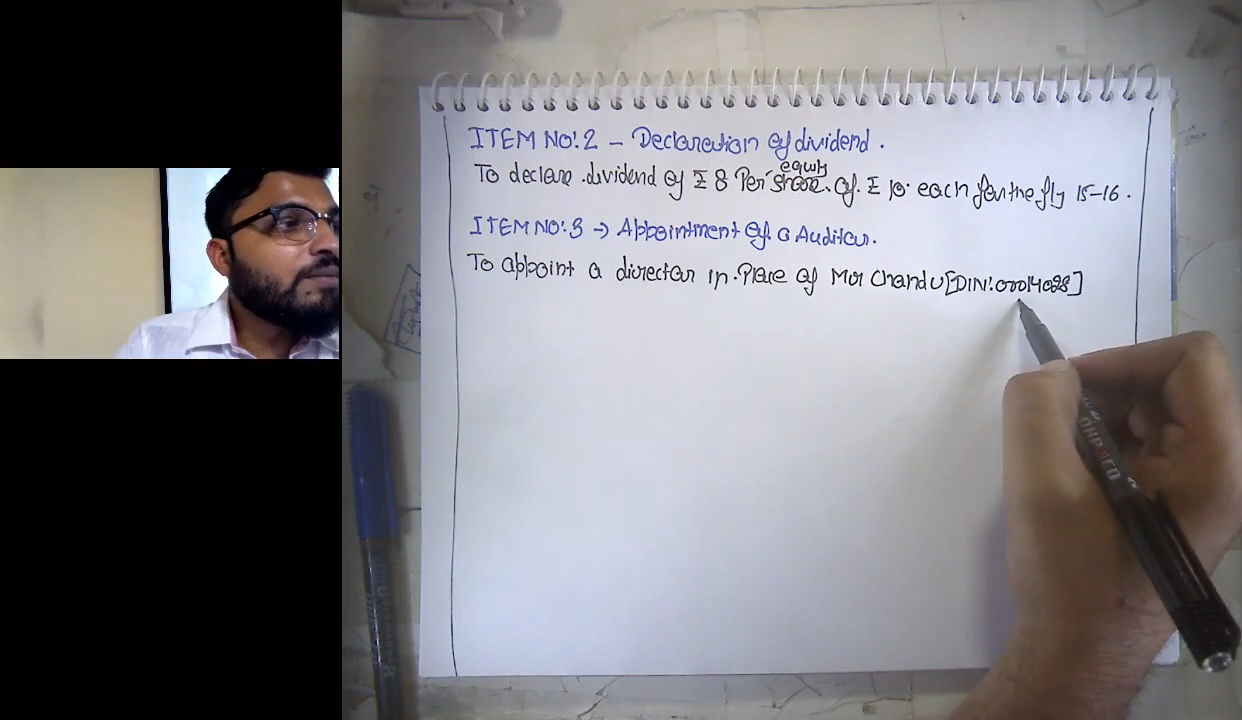 ITEM NO:2 - Declaration of dividend.
To declare dividend of ₹ 8 Per equity share of ₹ 10 each for the f/y 15-16.
ITEM NO:3 → Appointment of a Auditor.
To appoint a director in Place of Mr Chandu [DIN:00014028]